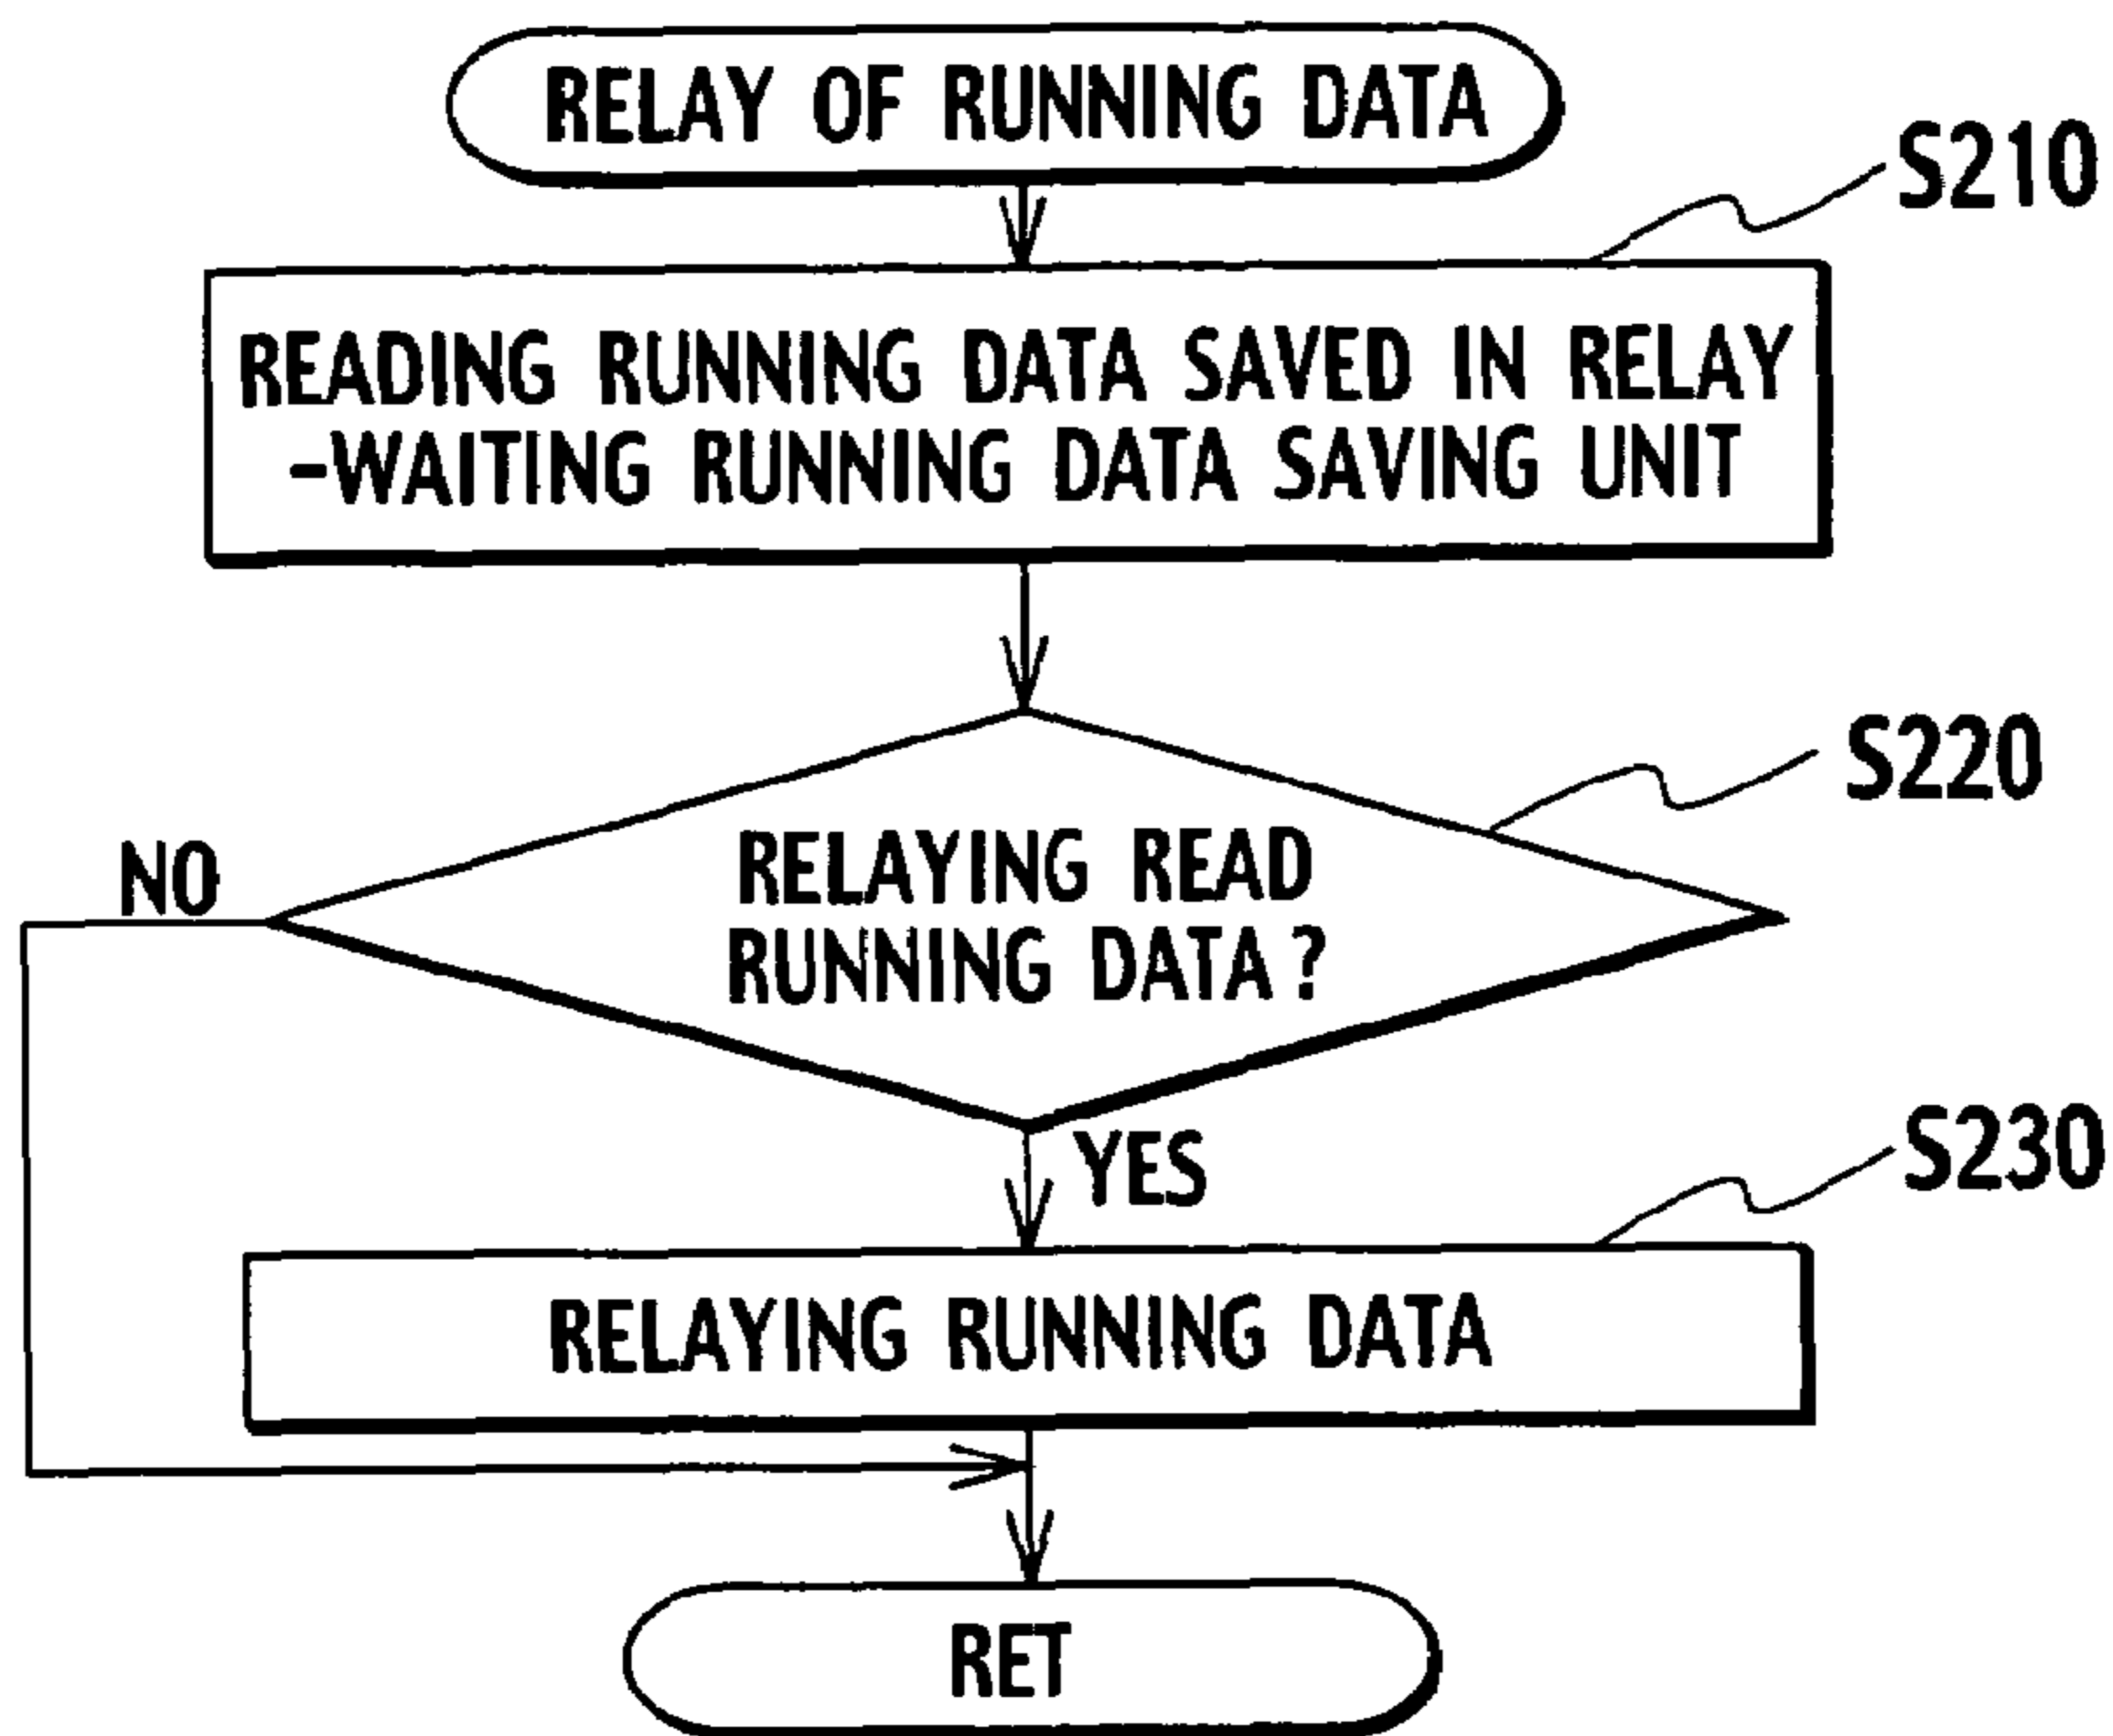 RELAY OF RUNNING DATA
S210
READING RUNNING DATA SAVED IN RELAY
-WAITING RUNNING DATA SAVING UNIT
S220
RELAYING READ
RUNNING DATA?
NO
YES
S230
RELAYING RUNNING DATA
RET